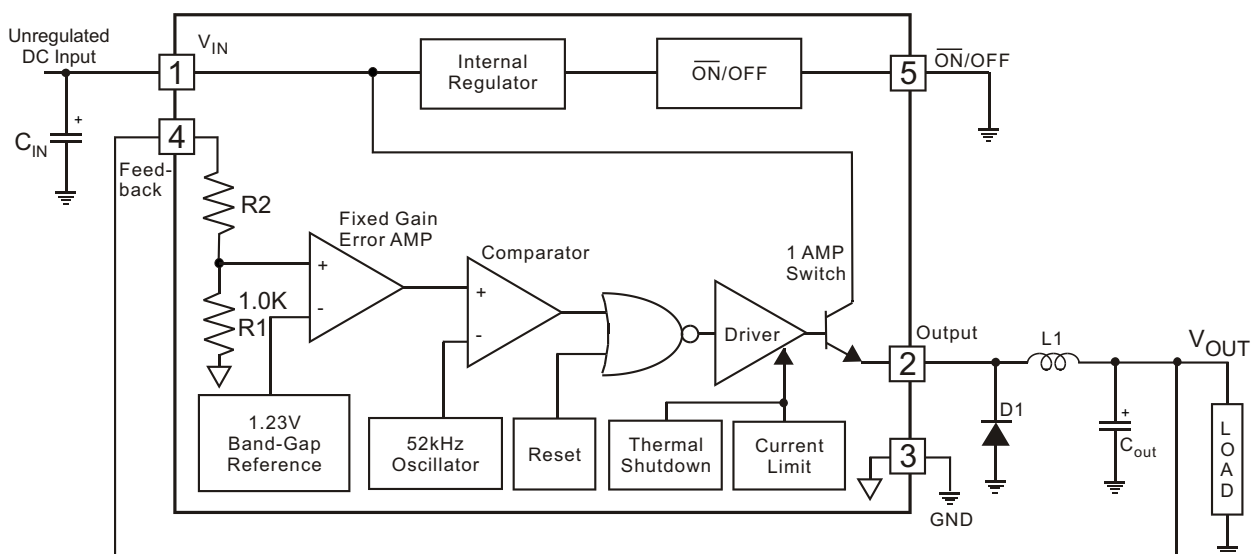 Unregulated
DC Input
V_IN
1
Internal
Regulator
O̅N̅/OFF
5
O̅N̅/OFF
+
C_IN
4
Feed-
back
R2
Fixed Gain
Error AMP
Comparator
1 AMP
Switch
+
-
1.0K
R1
+
-
Driver
Output
2
L1
V_OUT
1.23V
Band-Gap
Reference
52kHz
Oscillator
Reset
Thermal
Shutdown
Current
Limit
3
GND
D1
+
C_out
LOAD